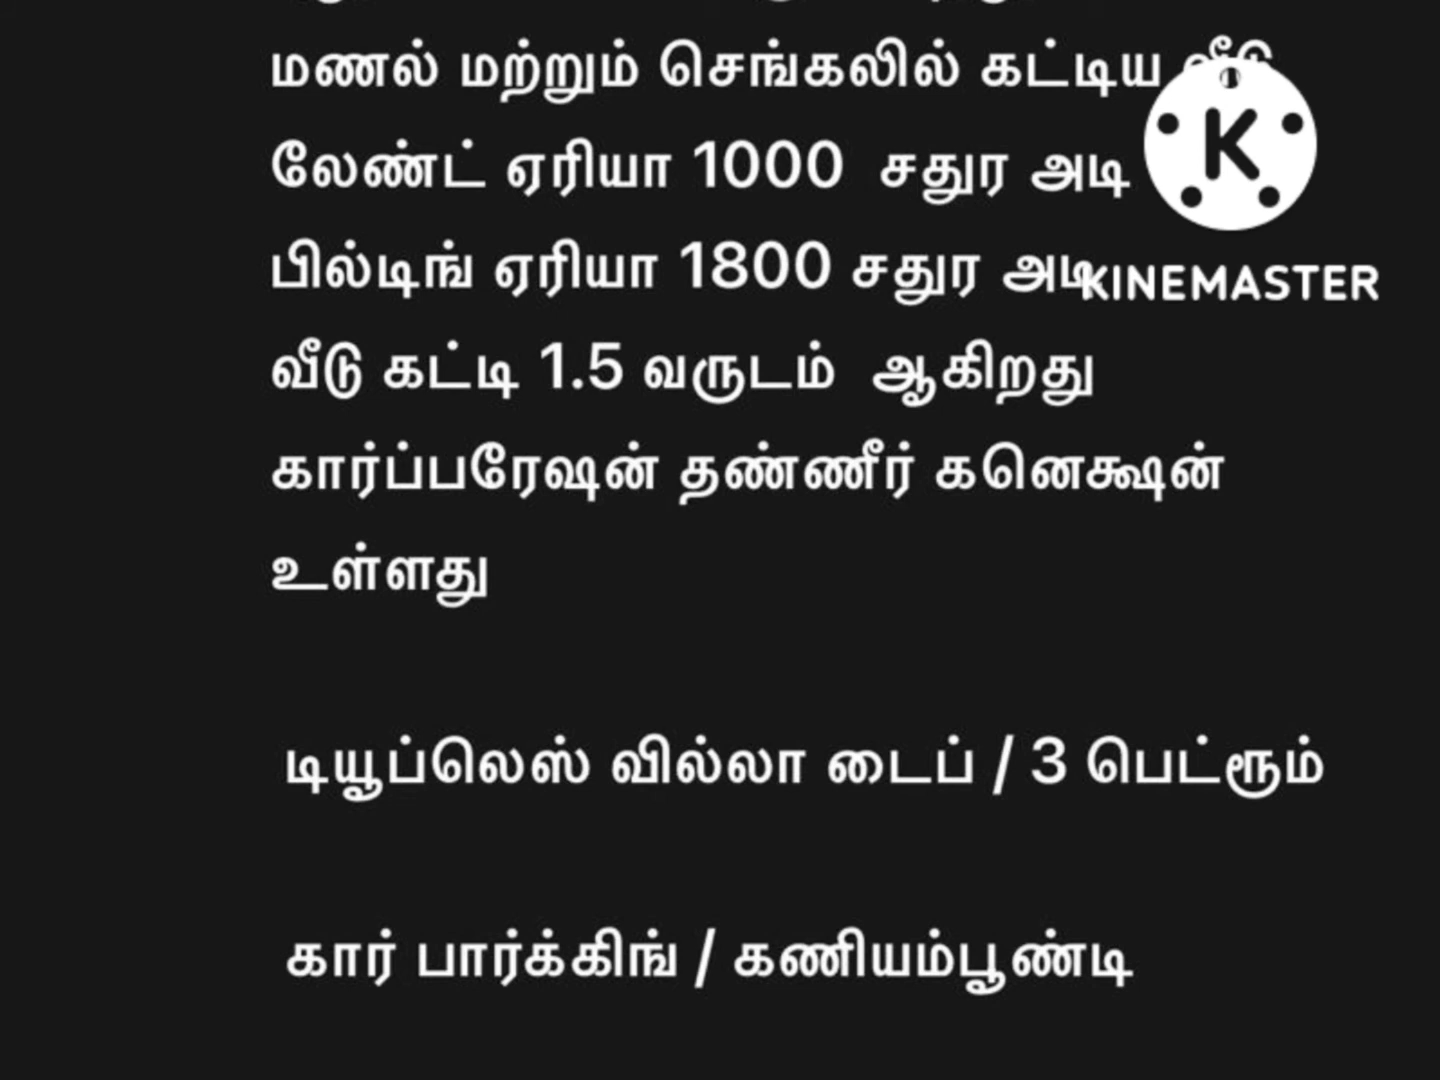 மணல் மற்றும் செங்கலில் கட்டிய வீடு
லேண்ட் ஏரியா 1000 சதுர அடி
பில்டிங் ஏரியா 1800 சதுர அடி
KINEMASTER
வீடு கட்டி 1.5 வருடம் ஆகிறது
கார்ப்பரேஷன் தண்ணீர் கனெக்ஷன்
உள்ளது
டியூப்லெஸ் வில்லா டைப் / 3 பெட்ரூம்
கார் பார்க்கிங் / கணியம்பூண்டி